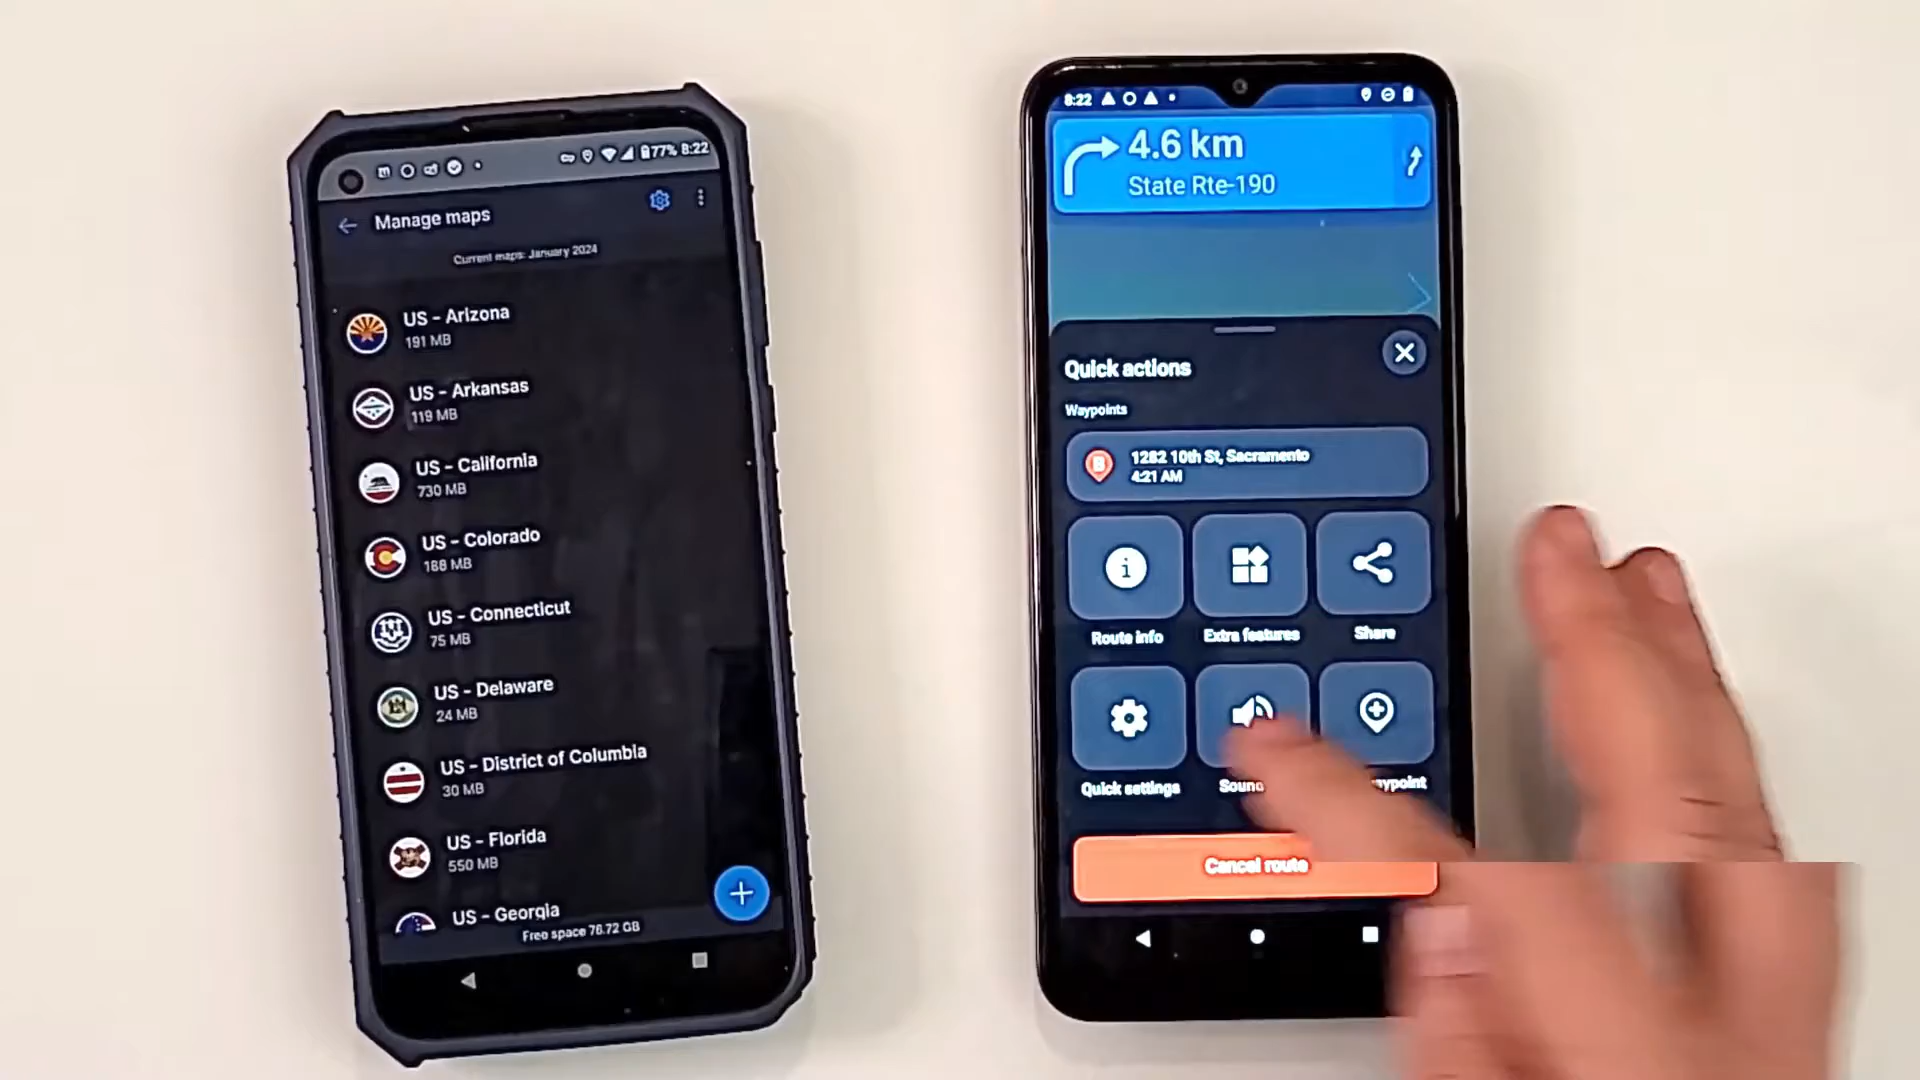 77% 8:22
Manage maps
Current maps: January 2024
US - Arizona
191 MB
US - Arkansas
119 MB
US - California
730 MB
US - Colorado
188 MB
US - Connecticut
75 MB
US - Delaware
24 MB
US - District of Columbia
30 MB
US - Florida
550 MB
US - Georgia
Free space 76.72 GB
8:22
4.6 km
State Rte-190
Quick actions
Waypoints
B
1282 10th St, Sacramento
4:21 AM
Route info
Extra features
Share
Quick settings
Cancel route